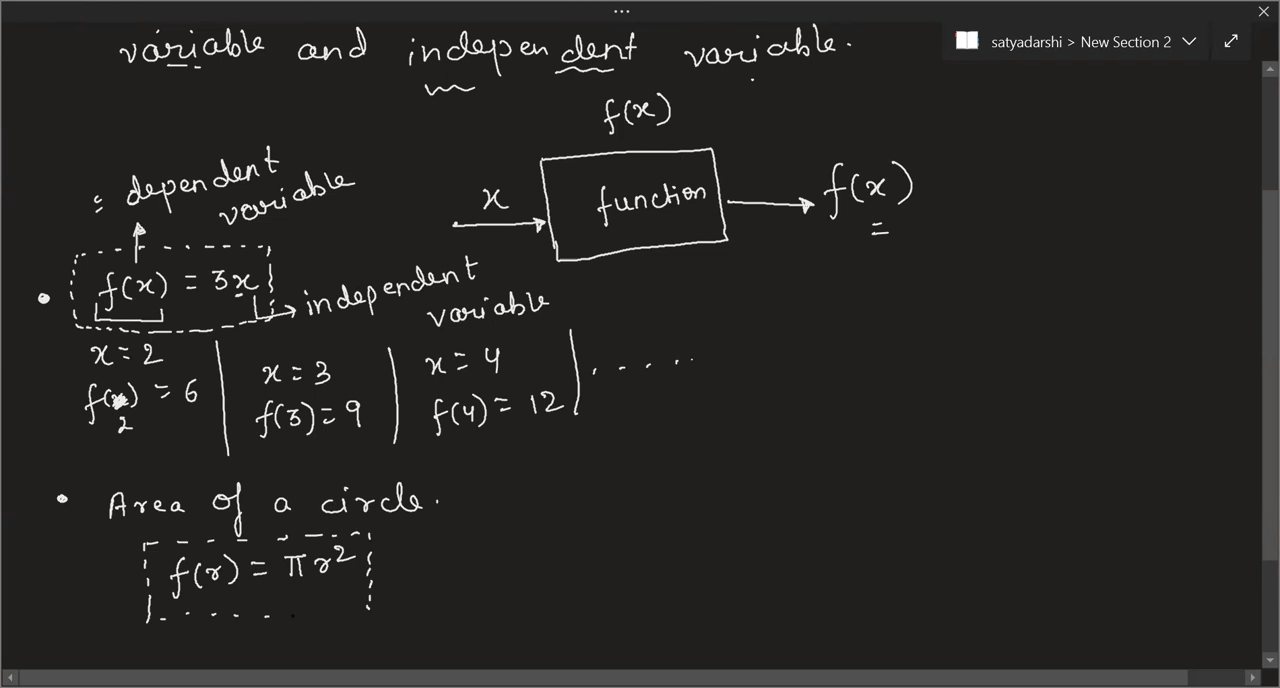 satyadarshi > New Section 2
variable and independent variable.
f(x)
= dependent
variable
x
function
f(x)
=
f(x) = 3x
independent
variable
x = 2
f(x) = 6
2
x = 3
f(3) = 9
x = 4
f(4) = 12
.....
• Area of a circle.
f(r) = πr²